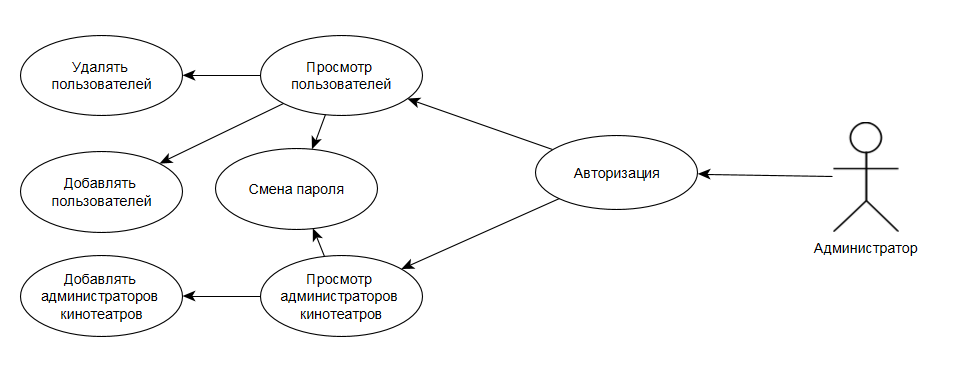 Удалять
пользователей
Просмотр
пользователей
Добавлять
пользователей
Смена пароля
Авторизация
Администратор
Добавлять
администраторов
кинотеатров
Просмотр
администраторов
кинотеатров